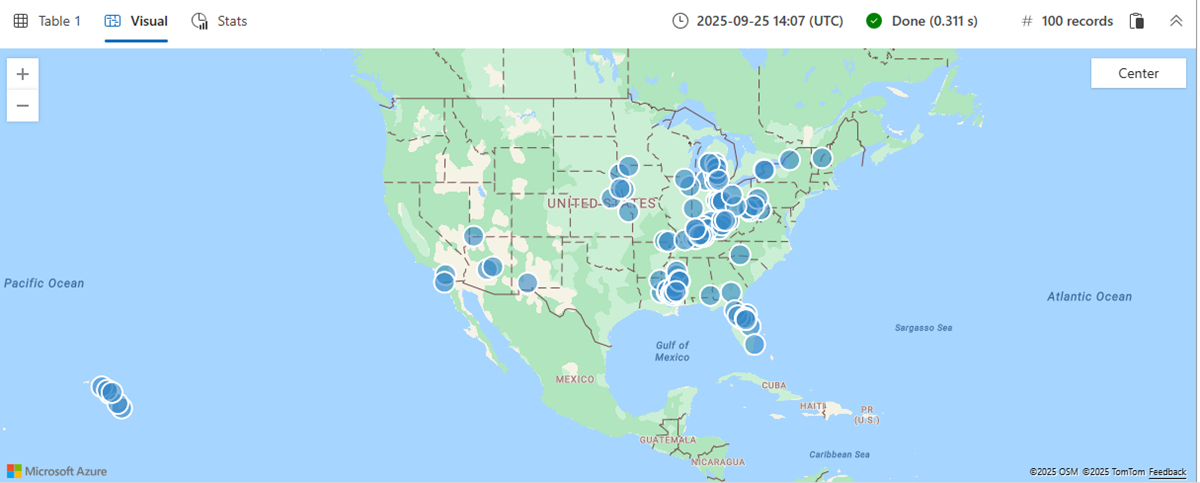 Table 1 Visual Stats 2025-09-25 14:07 (UTC) Done (0.311 s) # 100 records
+
Center
−
UNITED STATES
Pacific Ocean
Atlantic Ocean
Sargasso Sea
Gulf of
Mexico
MEXICO
CUBA
HAITI
PR
(U.S.)
GUATEMALA
Caribbean Sea
NICARAGUA
Microsoft Azure
©2025 OSM ©2025 TomTom Feedback